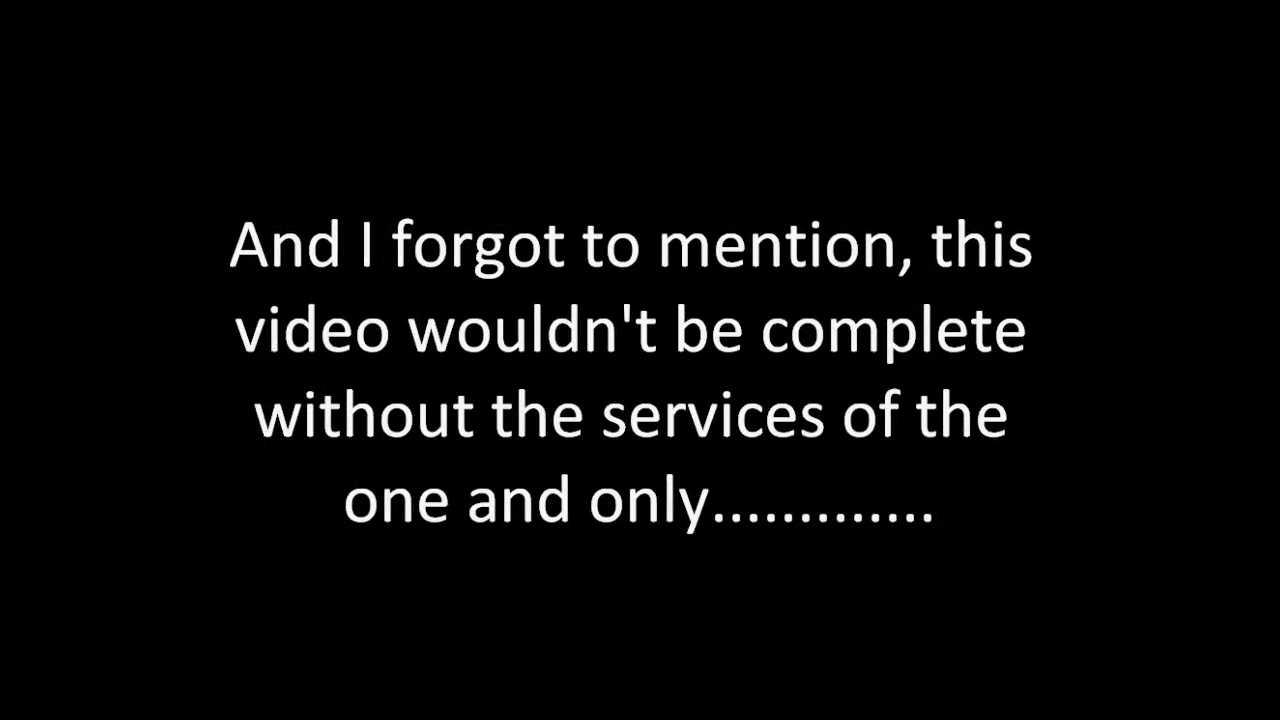 And I forgot to mention, this
video wouldn't be complete
without the services of the
one and only.............